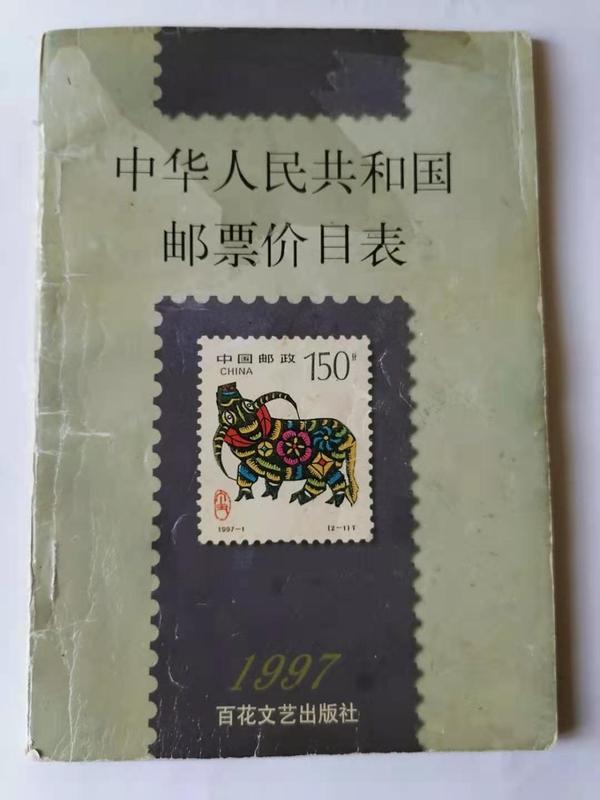 中华人民共和国
邮票价目表
中国邮政 150分
CHINA
1997-1 (2-1)T
1997
百花文艺出版社